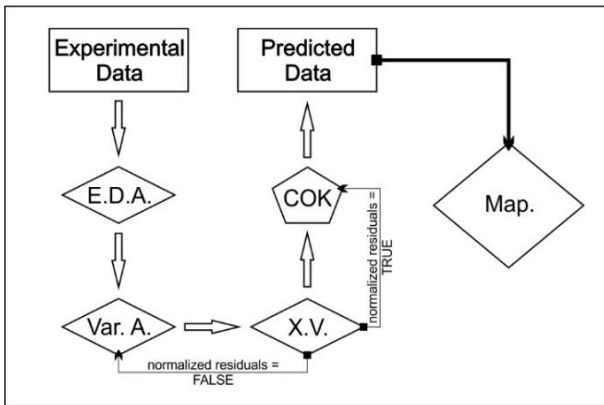 Experimental
Data
Predicted
Data
E.D.A.
COK
Map.
normalized residuals =
TRUE
Var. A.
X.V.
normalized residuals =
FALSE